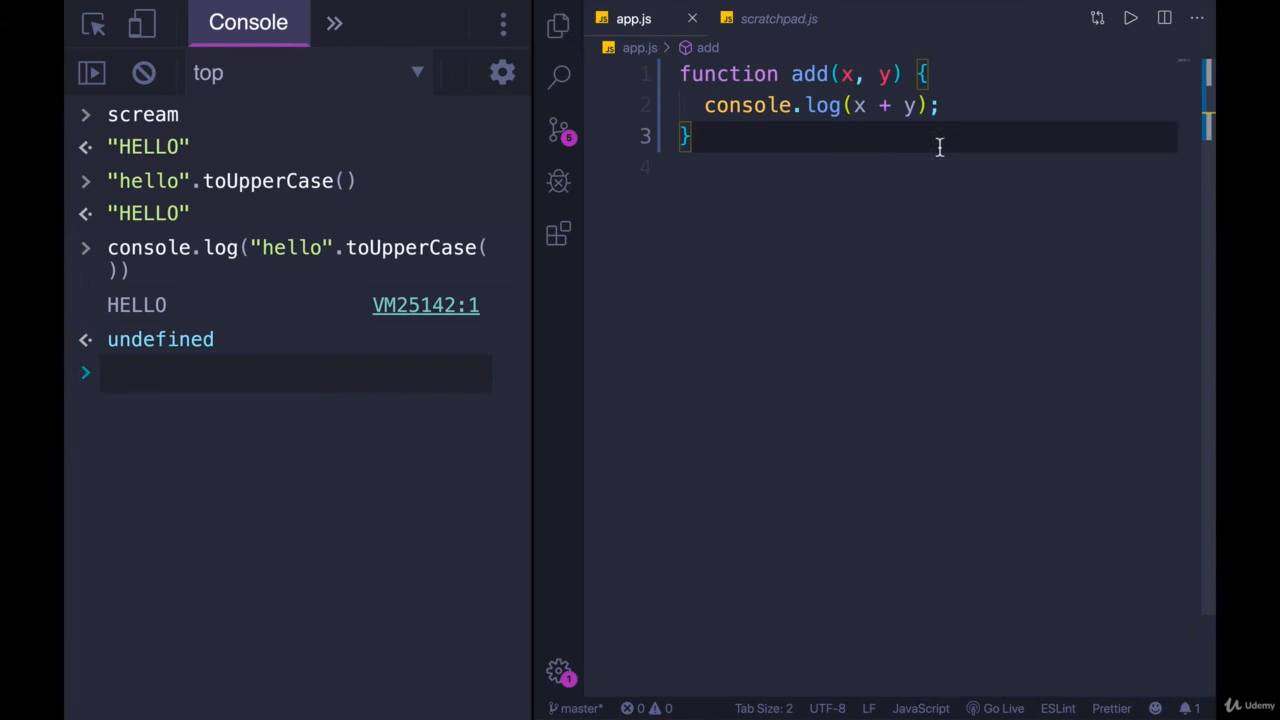 Console
top
scream
"HELLO"
"hello".toUpperCase()
"HELLO"
console.log("hello".toUpperCase(
))
HELLO VM25142:1
undefined
app.js scratchpad.js
app.js > add
1 function add(x, y) {
2 console.log(x + y);
3 }
4
5
1
master* 0 0 Tab Size: 2 UTF-8 LF JavaScript Go Live ESLint Prettier 1
Udemy